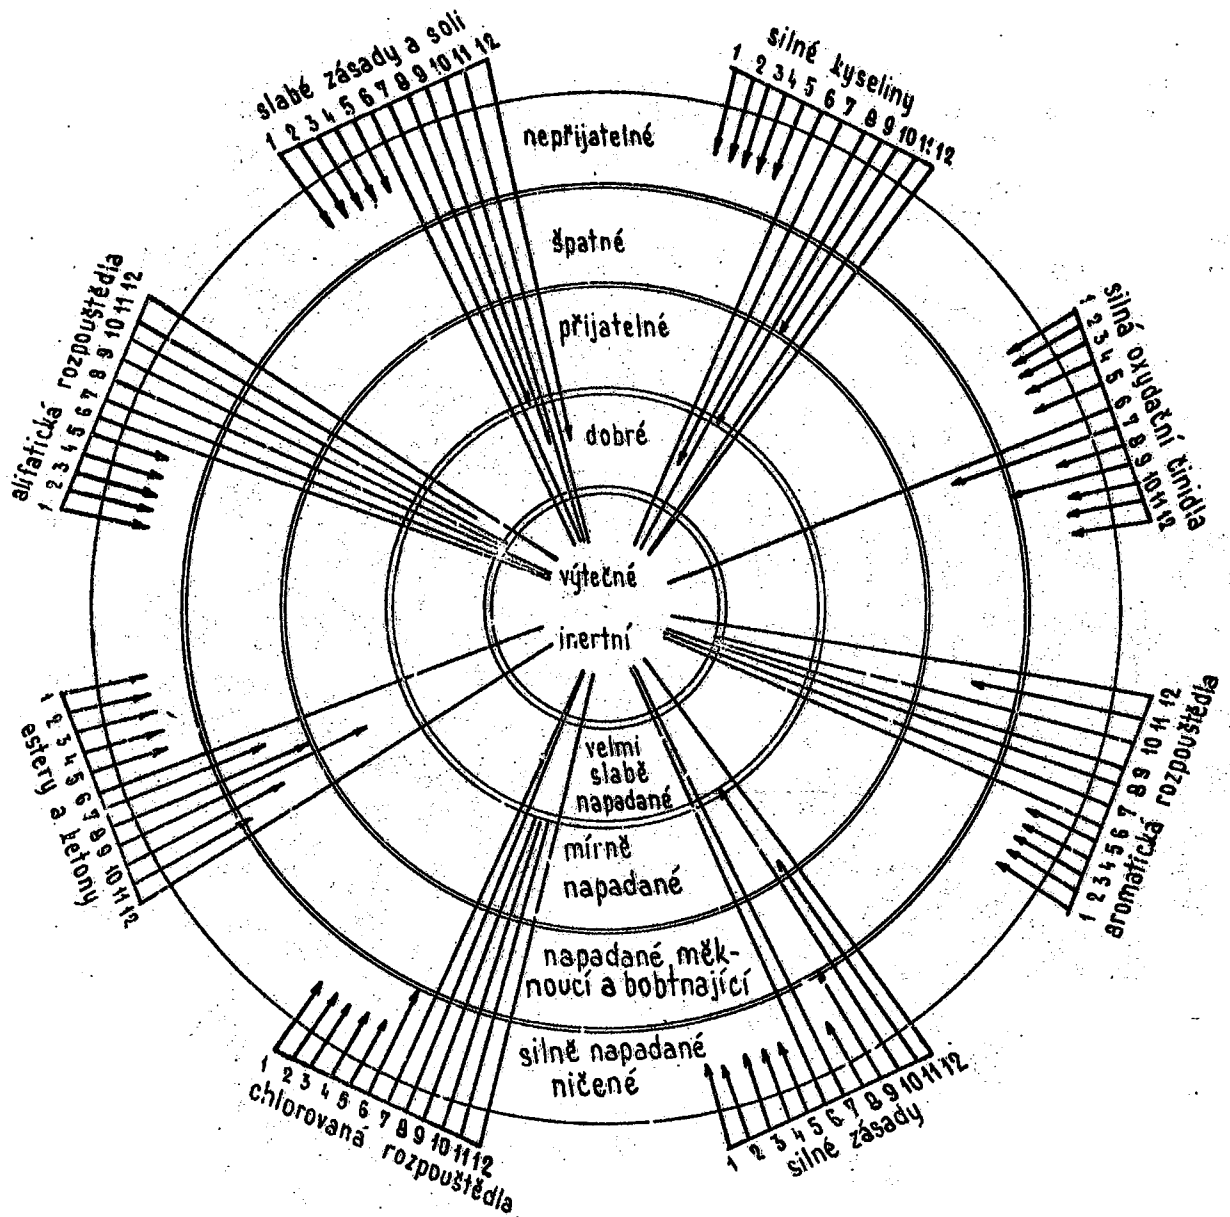 slabé zásady a soli
1 2 3 4 5 6 7 8 9 10 11 12
silné kyseliny
1 2 3 4 5 6 7 8 9 10 11 12
silná oxydační činidla
1 2 3 4 5 6 7 8 9 10 11 12
alifatická rozpouštědla
1 2 3 4 5 6 7 8 9 10 11 12
nepřijatelné
špatné
přijatelné
dobré
výtečné
inertní
velmi
slabě
napadané
mírně
napadané
napadané měk-
noucí a bobtnající
silně napadané
ničené
estery a ketony
1 2 3 4 5 6 7 8 9 10 11 12
aromatická rozpouštědla
1 2 3 4 5 6 7 8 9 10 11 12
chlorovaná rozpouštědla
1 2 3 4 5 6 7 8 9 10 11 12
silné zásady
1 2 3 4 5 6 7 8 9 10 11 12